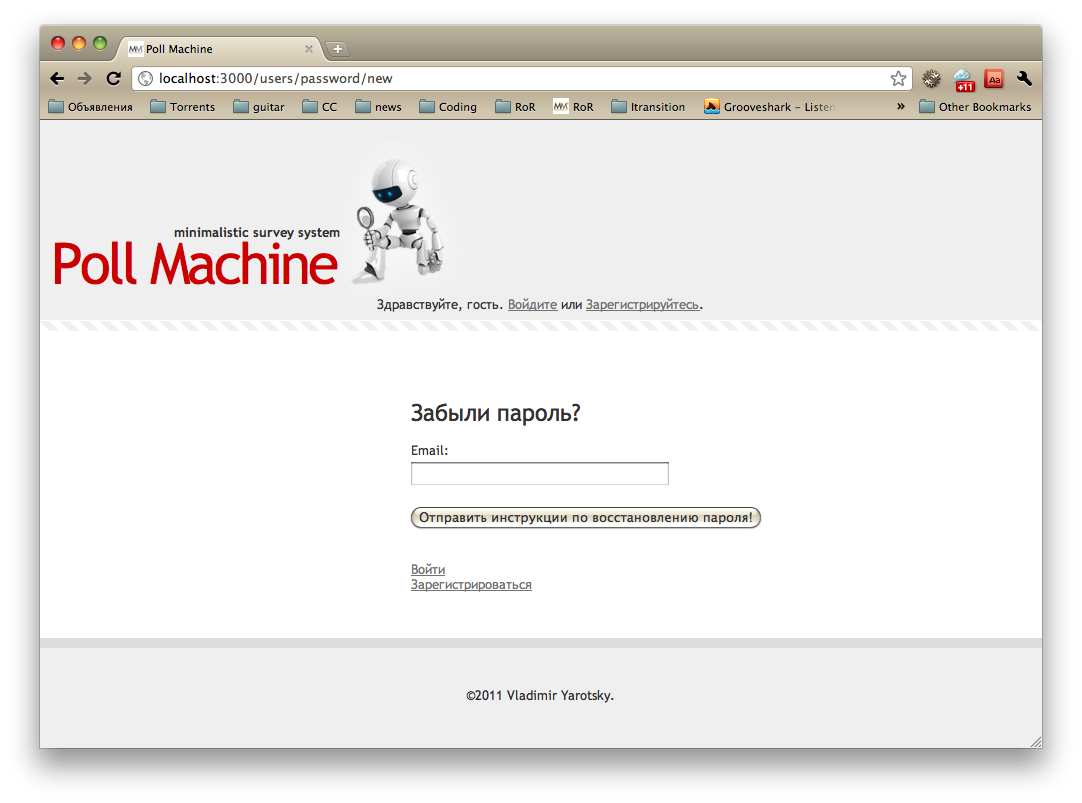 Poll Machine
localhost:3000/users/password/new
+11
Aa
Объявления Torrents guitar CC news Coding RoR RoR Itransition Grooveshark – Listen » Other Bookmarks
minimalistic survey system
Poll Machine
Здравствуйте, гость. Войдите или Зарегистрируйтесь.
Забыли пароль?
Email:
Отправить инструкции по восстановлению пароля!
Войти
Зарегистрироваться
©2011 Vladimir Yarotsky.